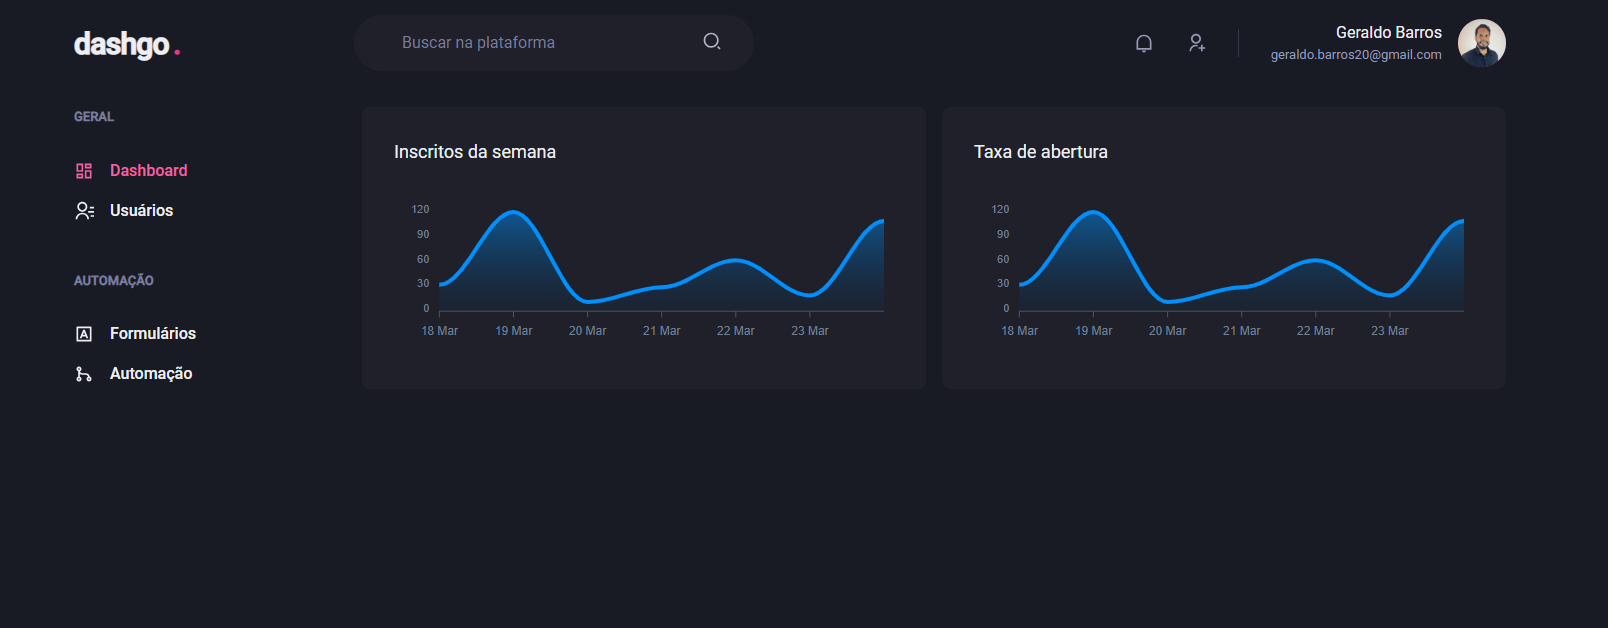 dashgo.
Buscar na plataforma
Geraldo Barros
geraldo.barros20@gmail.com
GERAL
Dashboard
Usuários
AUTOMAÇÃO
Formulários
Automação
Inscritos da semana
120
90
60
30
0
18 Mar 19 Mar 20 Mar 21 Mar 22 Mar 23 Mar
Taxa de abertura
120
90
60
30
0
18 Mar 19 Mar 20 Mar 21 Mar 22 Mar 23 Mar